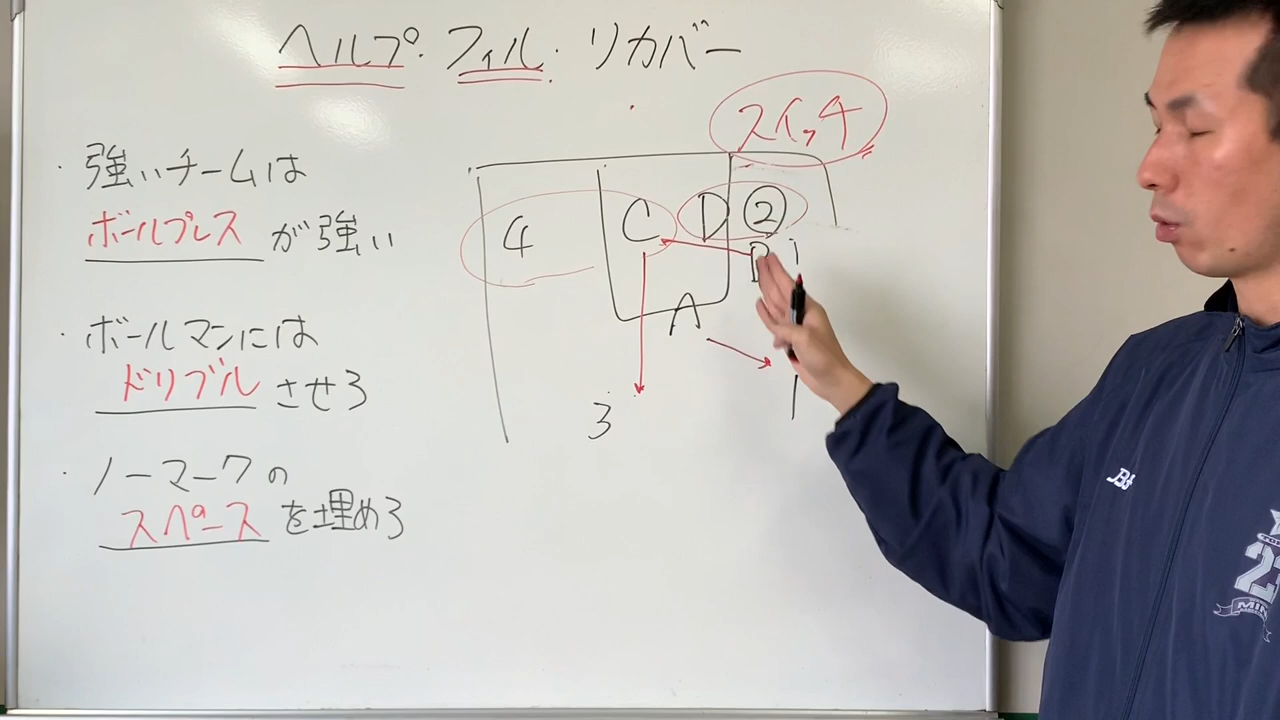 ヘルプ・フィル・リカバー
・強いチームは
ボールプレス が強い
・ボールマンには
ドリブル させろ
・ノーマークの
スペース を埋めろ
スイッチ
4 C D ②
B
A
3
23
MIN